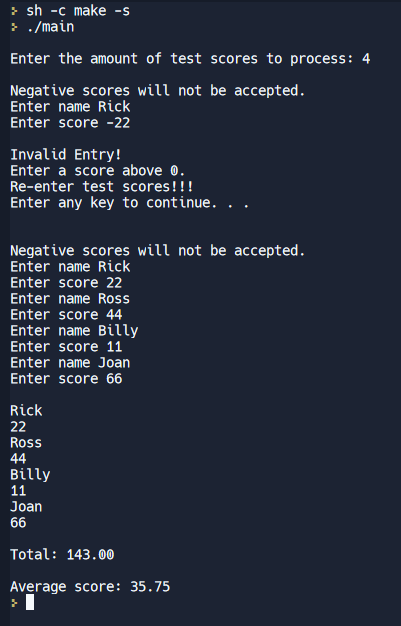 sh -c make -s
./main
Enter the amount of test scores to process: 4
Negative scores will not be accepted.
Enter name Rick
Enter score -22
Invalid Entry!
Enter a score above 0.
Re-enter test scores!!!
Enter any key to continue. . .
Negative scores will not be accepted.
Enter name Rick
Enter score 22
Enter name Ross
Enter score 44
Enter name Billy
Enter score 11
Enter name Joan
Enter score 66
Rick
22
Ross
44
Billy
11
Joan
66
Total: 143.00
Average score: 35.75